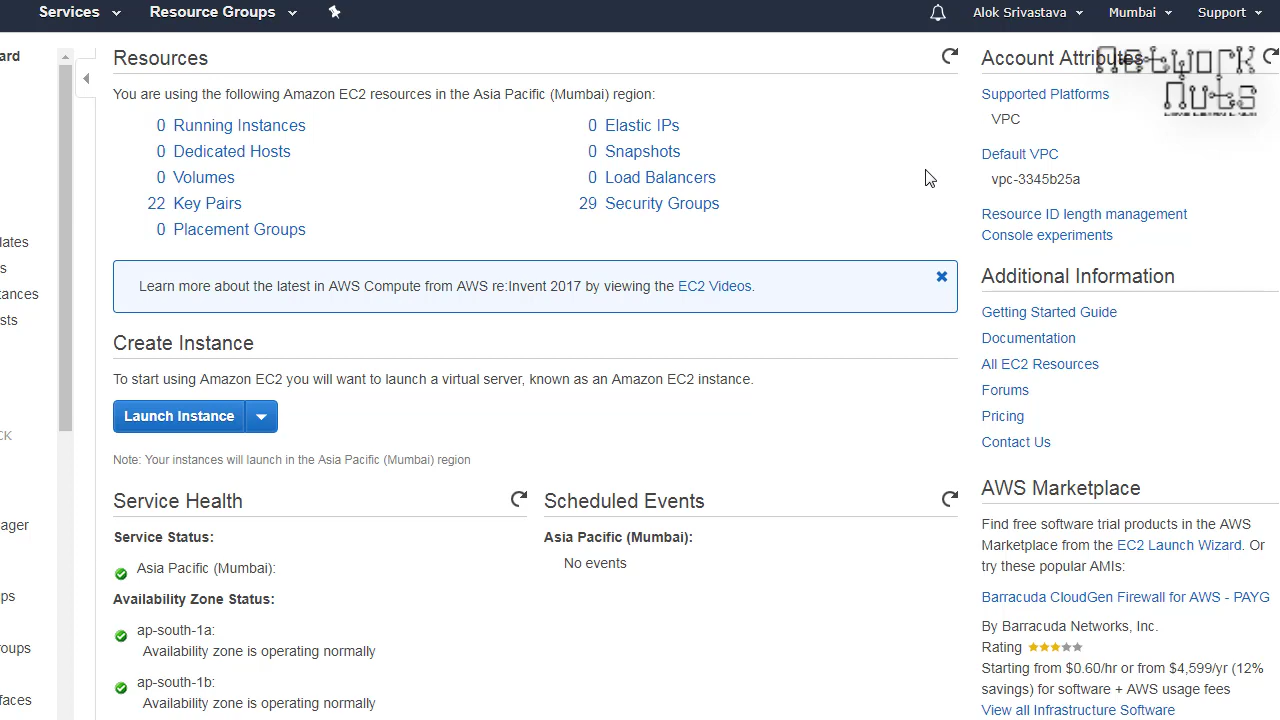 Services
Resource Groups
Alok Srivastava
Mumbai
Support
ard
lates
s
tances
sts
CK
ager
ps
roups
faces
Resources
You are using the following Amazon EC2 resources in the Asia Pacific (Mumbai) region:
0 Running Instances
0 Elastic IPs
0 Dedicated Hosts
0 Snapshots
0 Volumes
0 Load Balancers
22 Key Pairs
29 Security Groups
0 Placement Groups
Learn more about the latest in AWS Compute from AWS re:Invent 2017 by viewing the EC2 Videos.
Create Instance
To start using Amazon EC2 you will want to launch a virtual server, known as an Amazon EC2 instance.
Launch Instance
Note: Your instances will launch in the Asia Pacific (Mumbai) region
Service Health
Service Status:
Asia Pacific (Mumbai):
Availability Zone Status:
ap-south-1a:
Availability zone is operating normally
ap-south-1b:
Availability zone is operating normally
Scheduled Events
Asia Pacific (Mumbai):
No events
Account Attributes
Network
Nuts
Supported Platforms
VPC
Default VPC
vpc-3345b25a
Resource ID length management
Console experiments
Additional Information
Getting Started Guide
Documentation
All EC2 Resources
Forums
Pricing
Contact Us
AWS Marketplace
Find free software trial products in the AWS
Marketplace from the EC2 Launch Wizard. Or
try these popular AMIs:
Barracuda CloudGen Firewall for AWS - PAYG
By Barracuda Networks, Inc.
Rating
Starting from $0.60/hr or from $4,599/yr (12%
savings) for software + AWS usage fees
View all Infrastructure Software